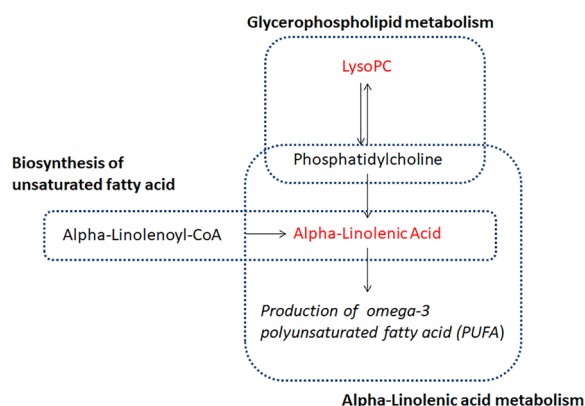 Glycerophospholipid metabolism
LysoPC
Phosphatidylcholine
Biosynthesis of
unsaturated fatty acid
Alpha-Linolenoyl-CoA
Alpha-Linolenic Acid
Production of omega-3
polyunsaturated fatty acid (PUFA)
Alpha-Linolenic acid metabolism